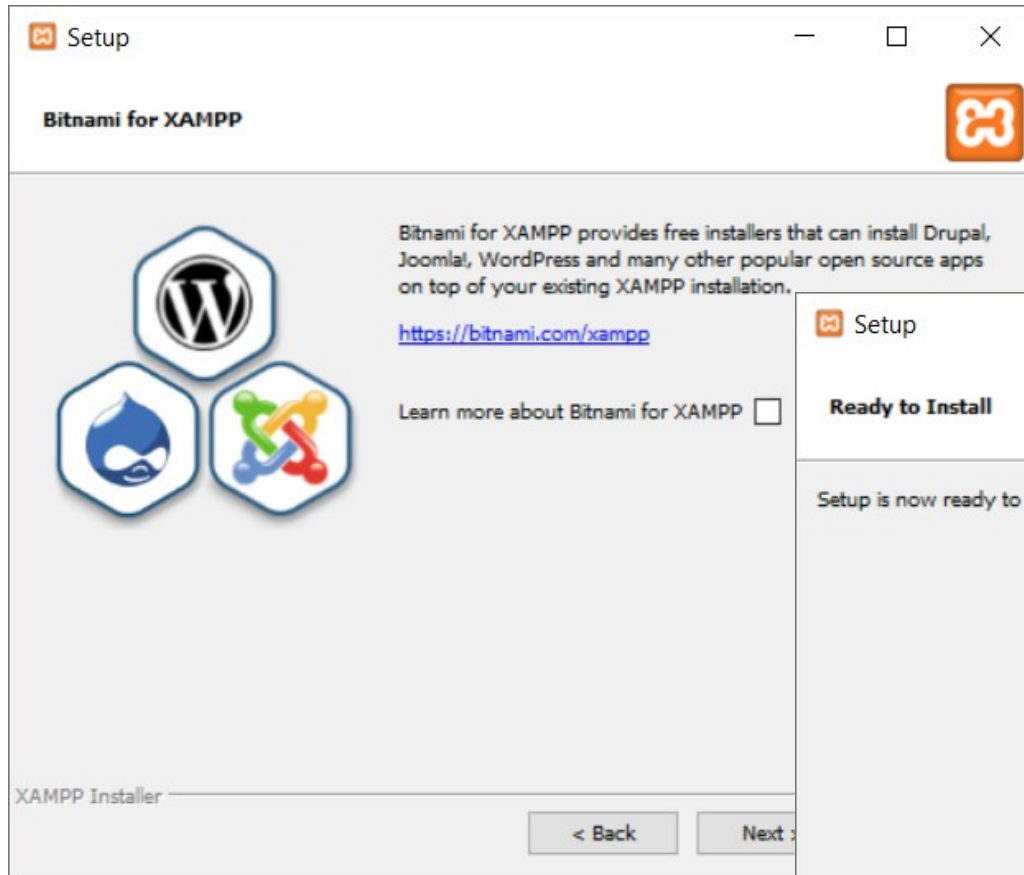 Setup
Bitnami for XAMPP
Bitnami for XAMPP provides free installers that can install Drupal,
Joomla!, WordPress and many other popular open source apps
on top of your existing XAMPP installation.
https://bitnami.com/xampp
Learn more about Bitnami for XAMPP
XAMPP Installer
< Back
Next >
Setup
Ready to Install
Setup is now ready to